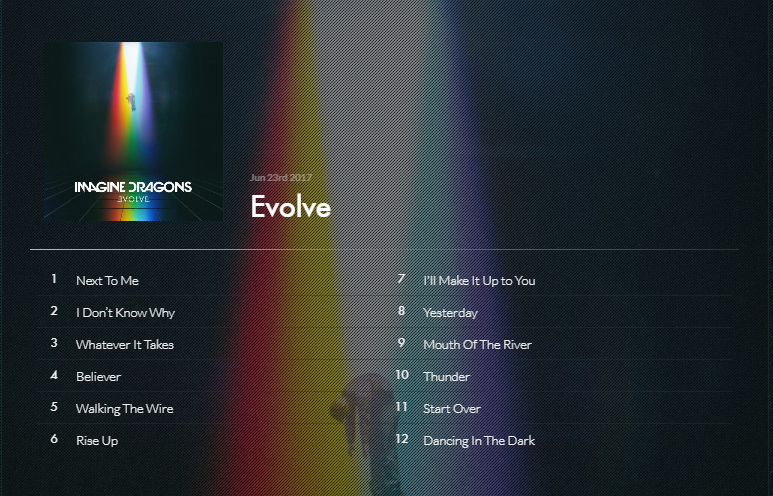 IMAGINE DRAGONS
EVOLVE
Jun 23rd 2017
Evolve
1 Next To Me
2 I Don't Know Why
3 Whatever It Takes
4 Believer
5 Walking The Wire
6 Rise Up
7 I'll Make It Up to You
8 Yesterday
9 Mouth Of The River
10 Thunder
11 Start Over
12 Dancing In The Dark